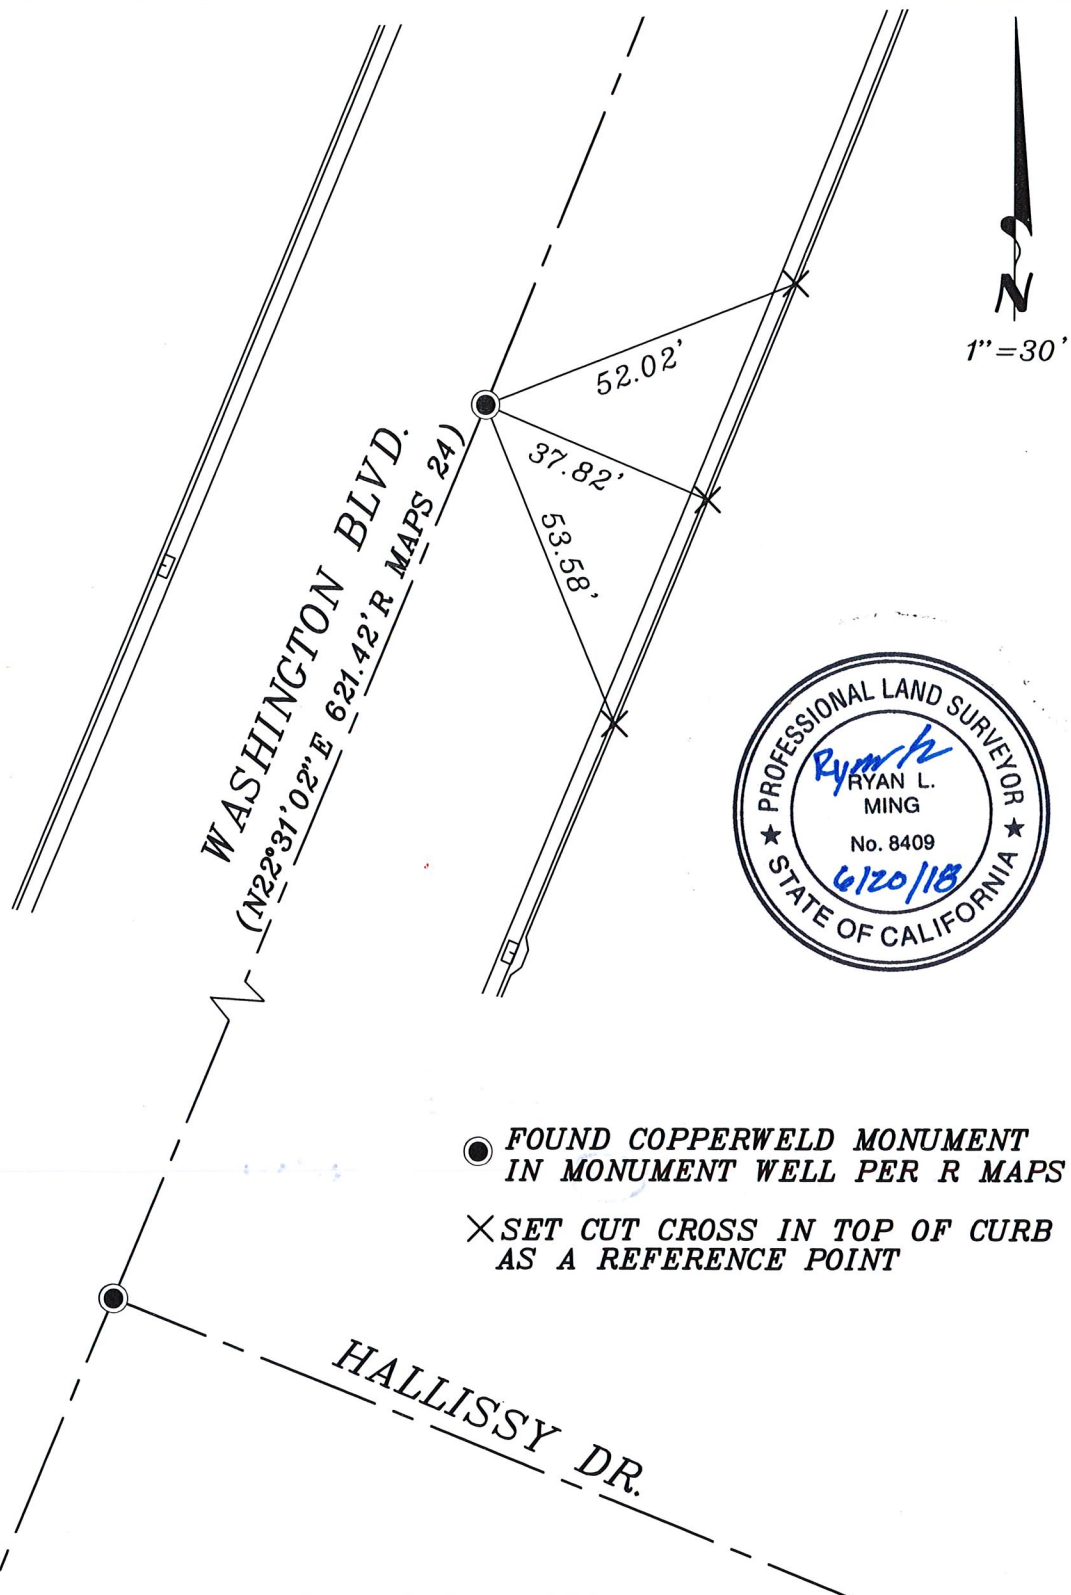 N
1"=30'
52.02'
37.82'
53.58'
WASHINGTON BLVD.
(N22°31'02"E 621.42'R MAPS 24)
PROFESSIONAL LAND SURVEYOR
RYAN L.
MING
No. 8409
6/20/18
STATE OF CALIFORNIA
FOUND COPPERWELD MONUMENT
IN MONUMENT WELL PER R MAPS
SET CUT CROSS IN TOP OF CURB
AS A REFERENCE POINT
HALLISSY DR.